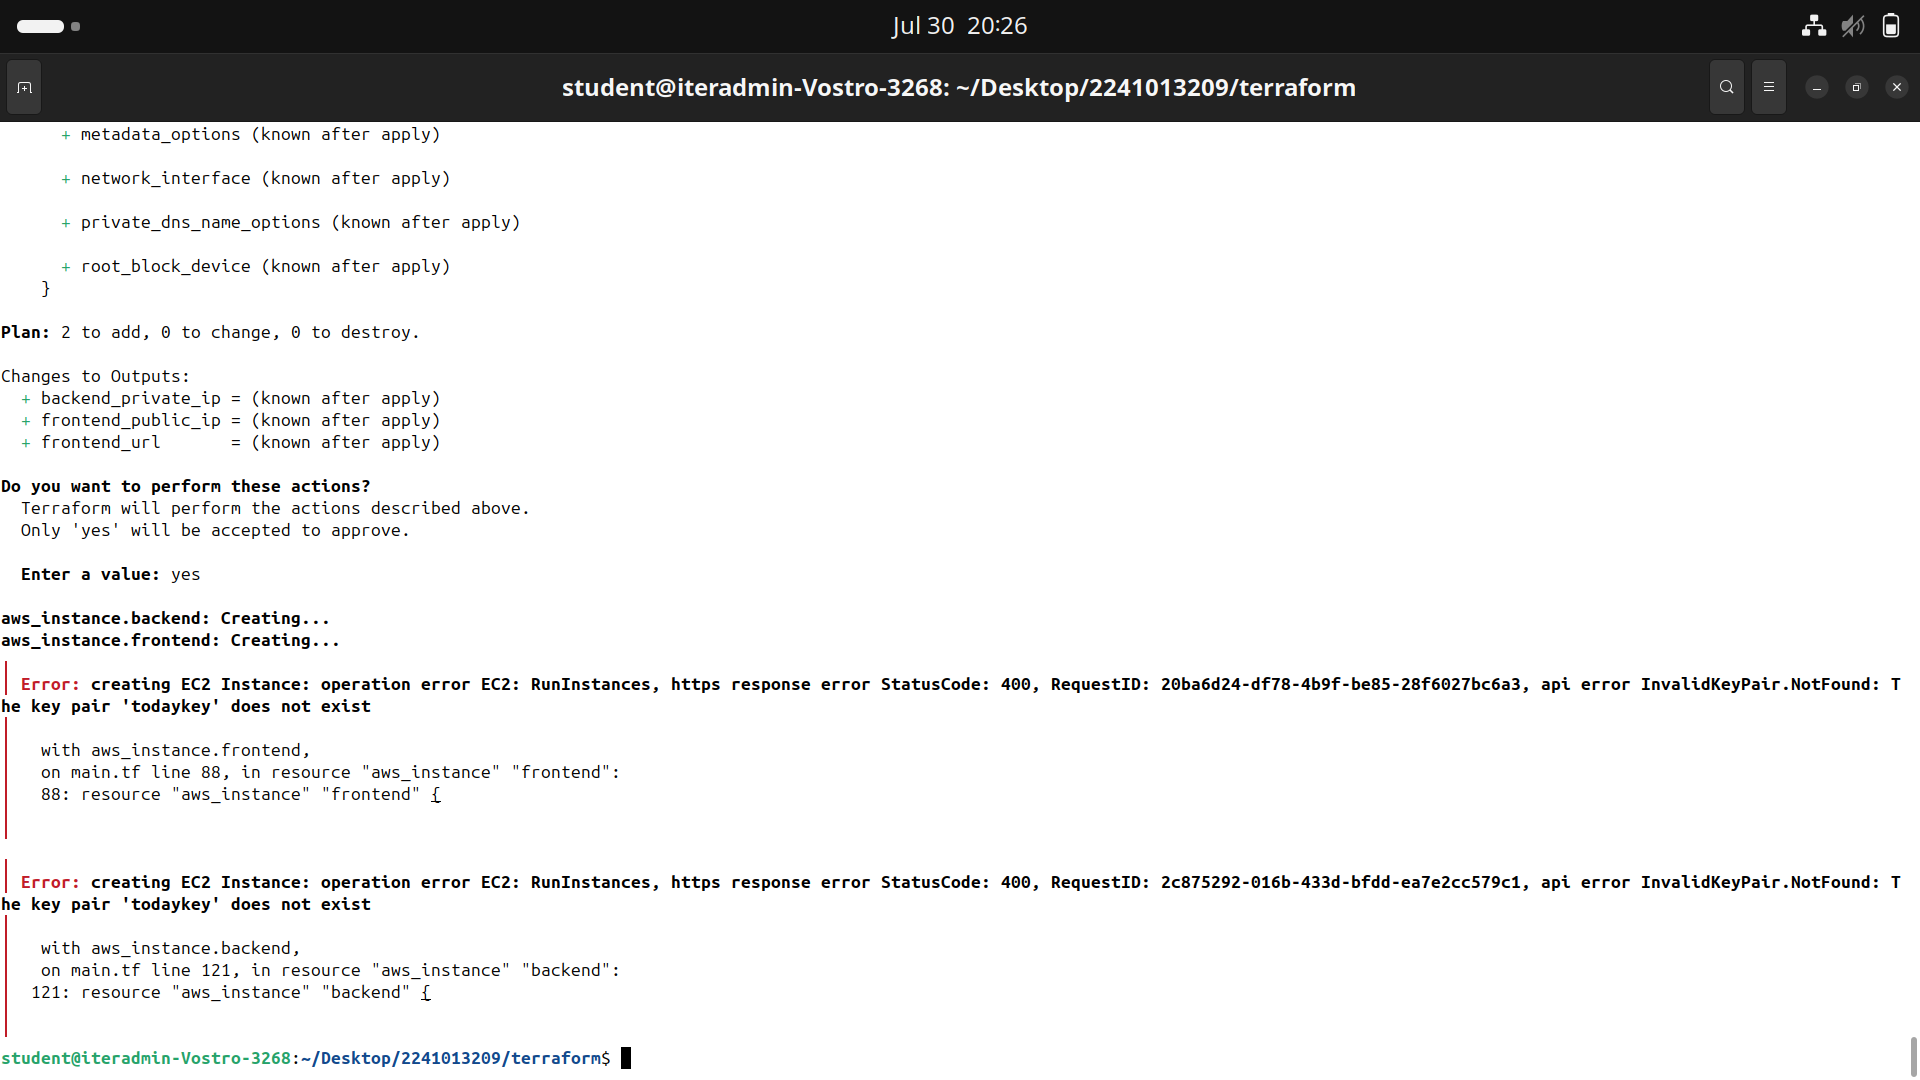 Jul 30 20:26
student@iteradmin-Vostro-3268: ~/Desktop/2241013209/terraform
+ metadata_options (known after apply)
+ network_interface (known after apply)
+ private_dns_name_options (known after apply)
+ root_block_device (known after apply)
}
Plan: 2 to add, 0 to change, 0 to destroy.
Changes to Outputs:
+ backend_private_ip = (known after apply)
+ frontend_public_ip = (known after apply)
+ frontend_url       = (known after apply)
Do you want to perform these actions?
Terraform will perform the actions described above.
Only 'yes' will be accepted to approve.
Enter a value: yes
aws_instance.backend: Creating...
aws_instance.frontend: Creating...
Error: creating EC2 Instance: operation error EC2: RunInstances, https response error StatusCode: 400, RequestID: 20ba6d24-df78-4b9f-be85-28f6027bc6a3, api error InvalidKeyPair.NotFound: T
he key pair 'todaykey' does not exist
with aws_instance.frontend,
on main.tf line 88, in resource "aws_instance" "frontend":
88: resource "aws_instance" "frontend" {
Error: creating EC2 Instance: operation error EC2: RunInstances, https response error StatusCode: 400, RequestID: 2c875292-016b-433d-bfdd-ea7e2cc579c1, api error InvalidKeyPair.NotFound: T
he key pair 'todaykey' does not exist
with aws_instance.backend,
on main.tf line 121, in resource "aws_instance" "backend":
121: resource "aws_instance" "backend" {
student@iteradmin-Vostro-3268:~/Desktop/2241013209/terraform$